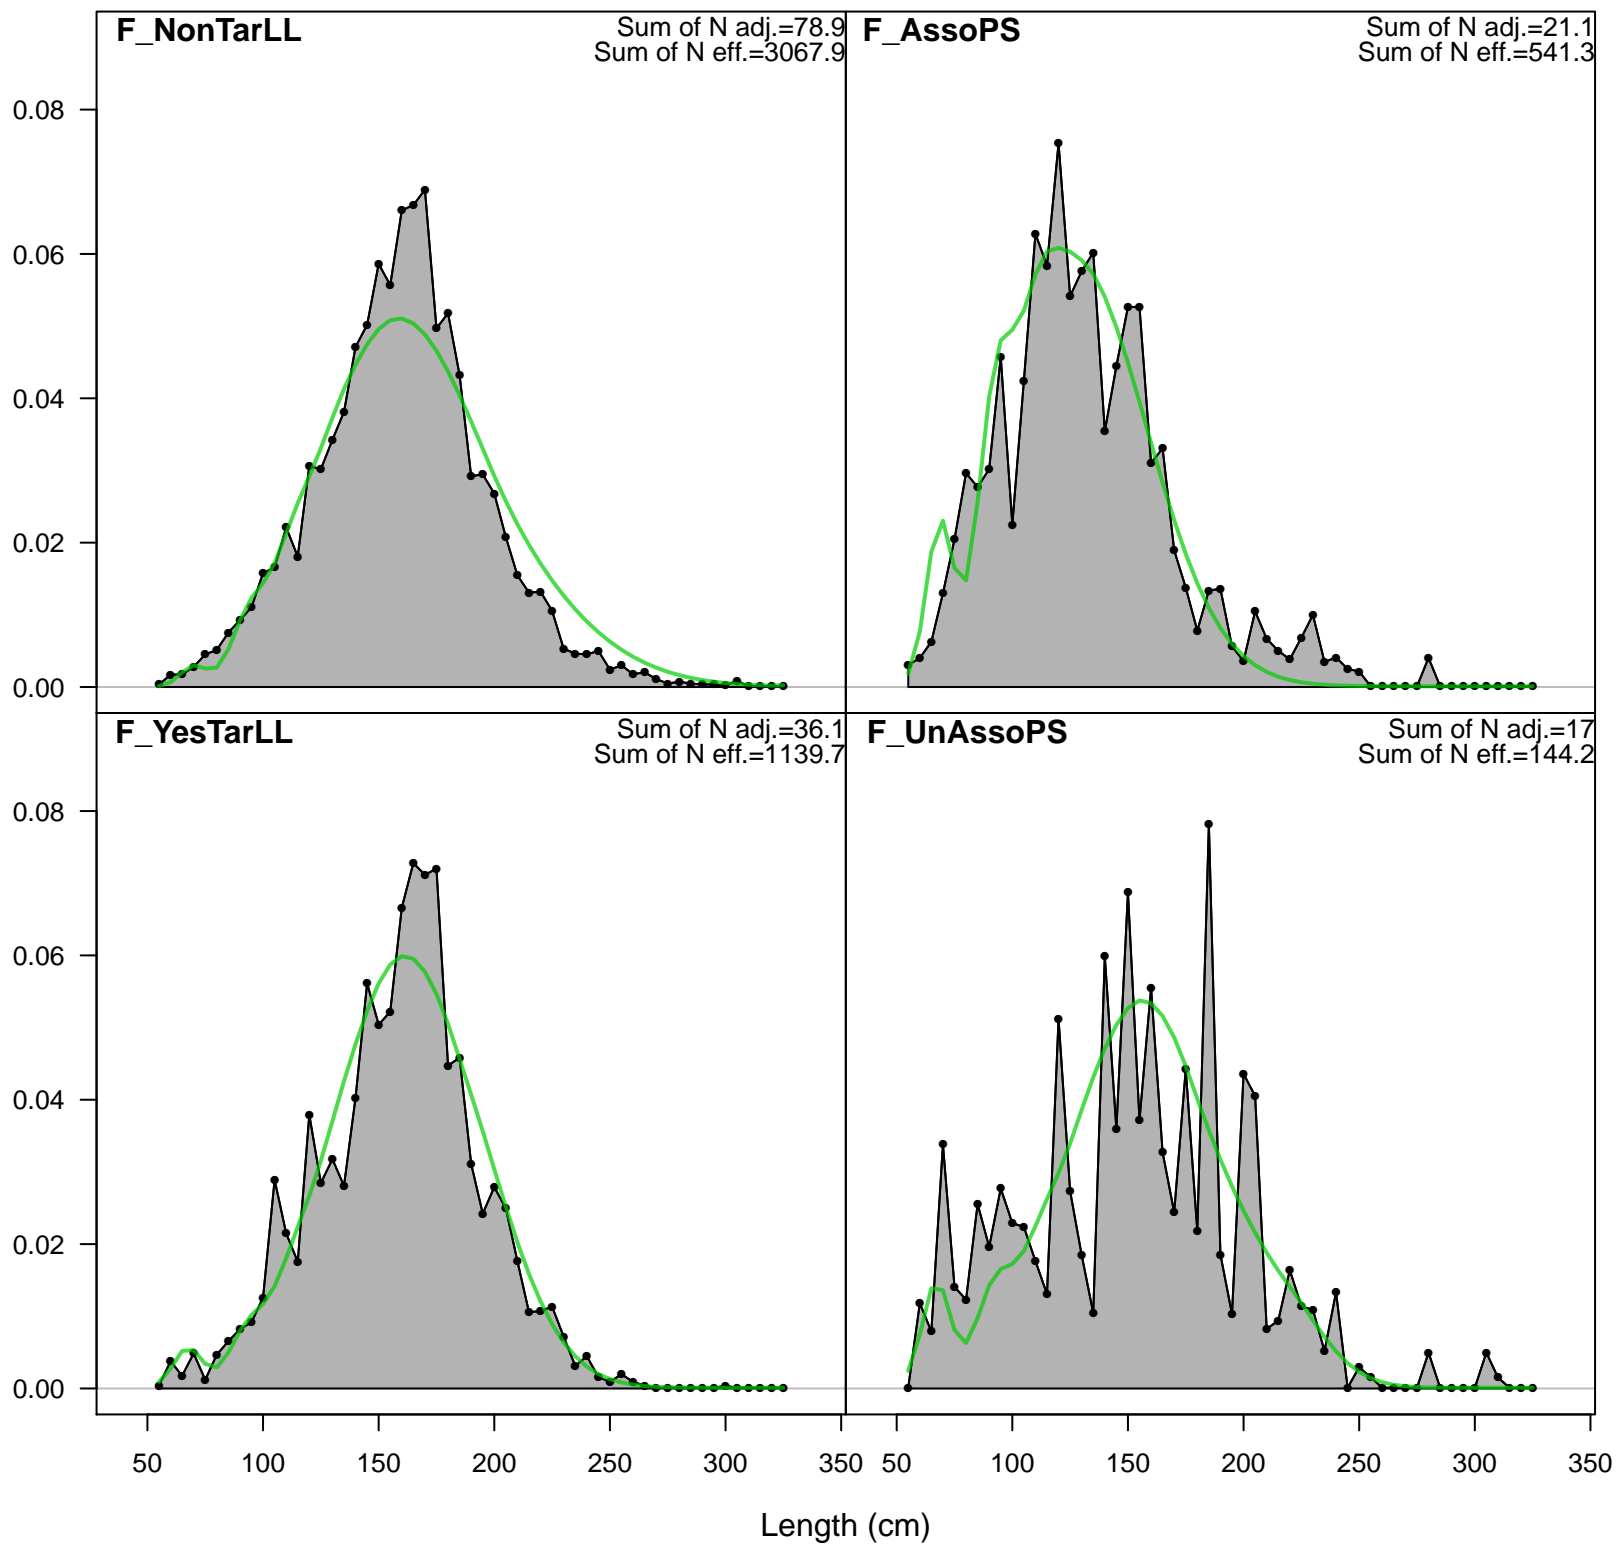 F_NonTarLL
Sum of N adj.=78.9
Sum of N eff.=3067.9
F_AssoPS
Sum of N adj.=21.1
Sum of N eff.=541.3
0.08
0.06
0.04
0.02
0.00
F_YesTarLL
Sum of N adj.=36.1
Sum of N eff.=1139.7
F_UnAssoPS
Sum of N adj.=17
Sum of N eff.=144.2
0.08
0.06
0.04
0.02
0.00
50 100 150 200 250 300 350 50 100 150 200 250 300 350
Length (cm)